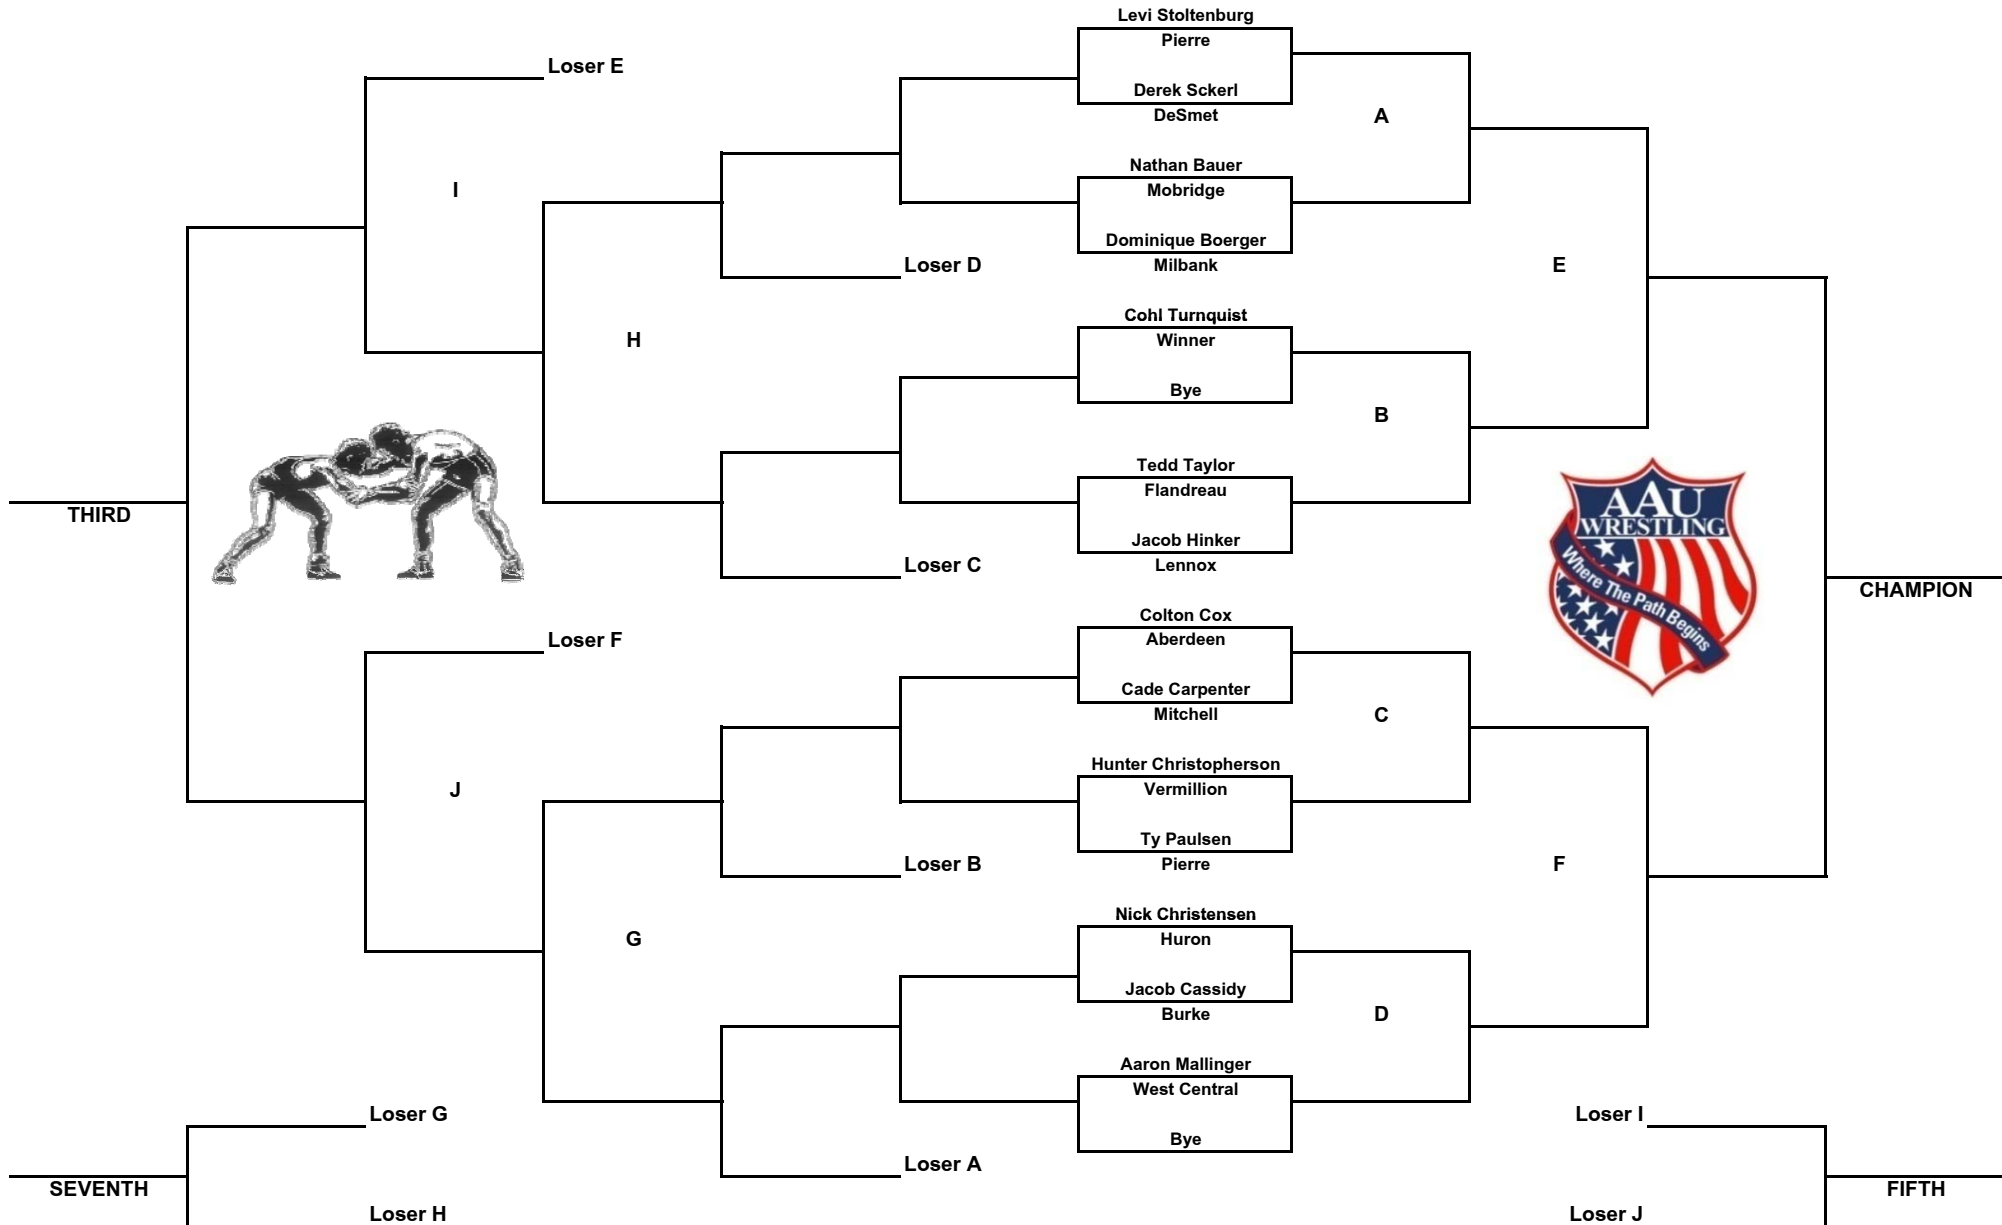 Levi Stoltenburg
Pierre
Loser E
Derek Sckerl
DeSmet
A
Nathan Bauer
Mobridge
I
Dominique Boerger
Milbank
Loser D
E
Cohl Turnquist
Winner
H
Bye
B
Tedd Taylor
Flandreau
THIRD
Jacob Hinker
Lennox
Loser C
AAU
WRESTLING
Where The Path Begins
CHAMPION
Colton Cox
Aberdeen
Loser F
Cade Carpenter
Mitchell
C
Hunter Christopherson
Vermillion
J
Ty Paulsen
Pierre
Loser B
F
Nick Christensen
Huron
G
Jacob Cassidy
Burke
D
Aaron Mallinger
West Central
Loser G
Loser I
Bye
Loser A
SEVENTH
FIFTH
Loser H
Loser J